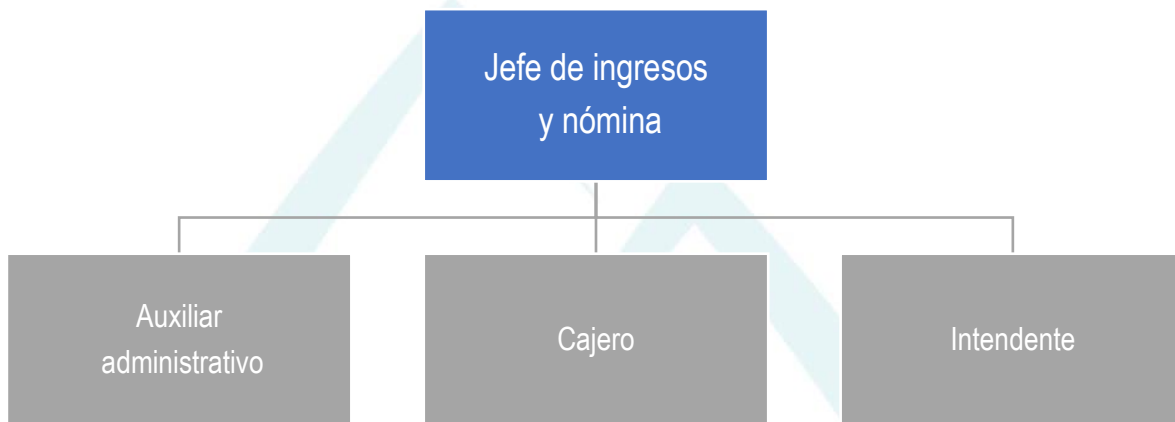 Jefe de ingresos
y nómina
Auxiliar
administrativo
Cajero
Intendente